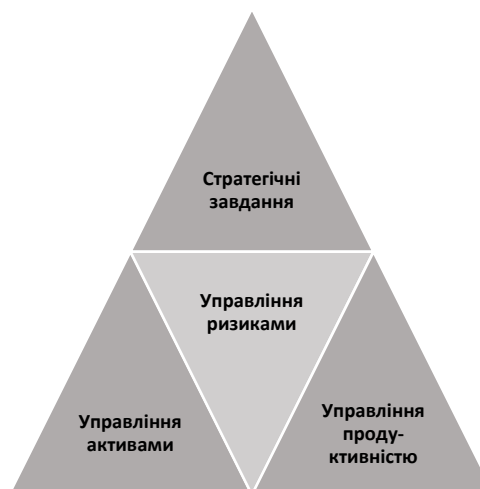 Стратегічні
завдання
Управління
ризиками
Управління
активами
Управління
проду-
ктивністю